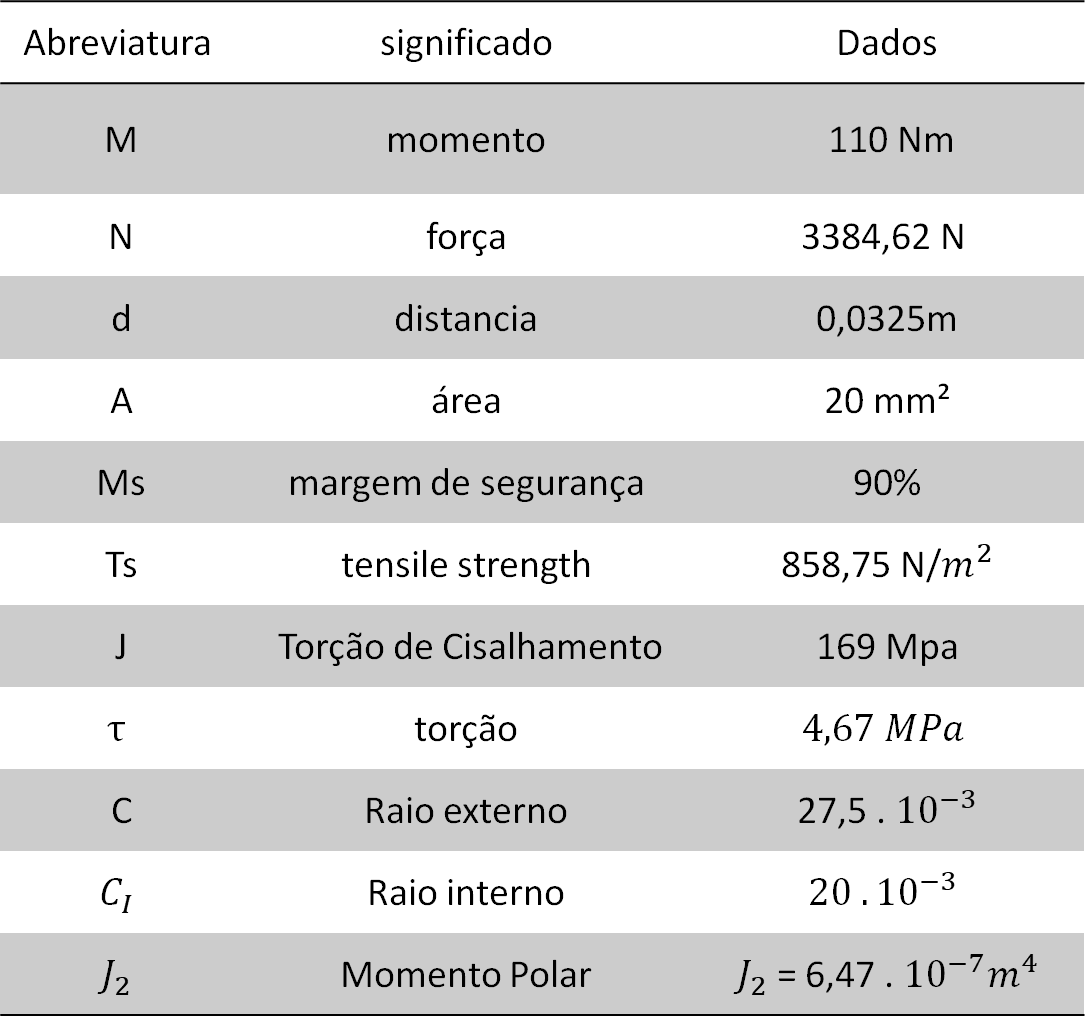 Abreviatura significado Dados
M momento 110 Nm
N força 3384,62 N
d distancia 0,0325m
A área 20 mm²
Ms margem de segurança 90%
Ts tensile strength 858,75 N/m²
J Torção de Cisalhamento 169 Mpa
τ torção 4,67 MPa
C Raio externo 27,5 . 10⁻³
C_I Raio interno 20 . 10⁻³
J₂ Momento Polar J₂ = 6,47 . 10⁻⁷m⁴